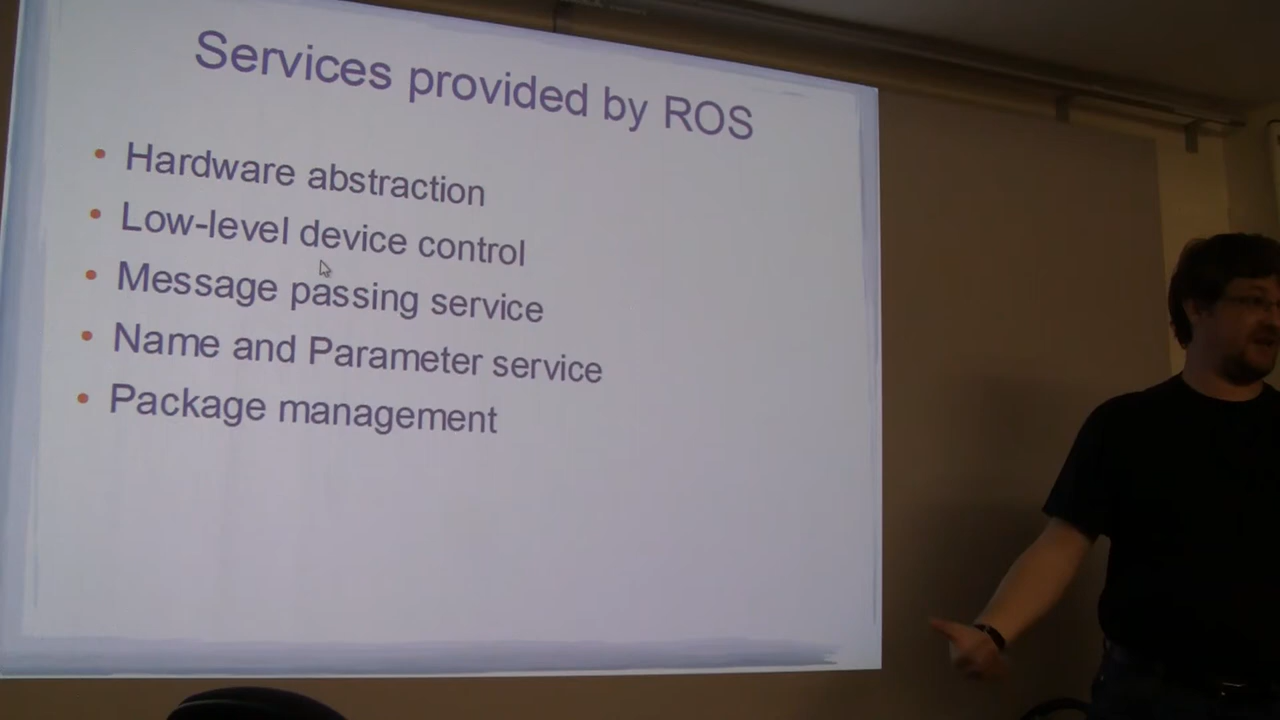 Services provided by ROS
• Hardware abstraction
• Low-level device control
• Message passing service
• Name and Parameter service
• Package management